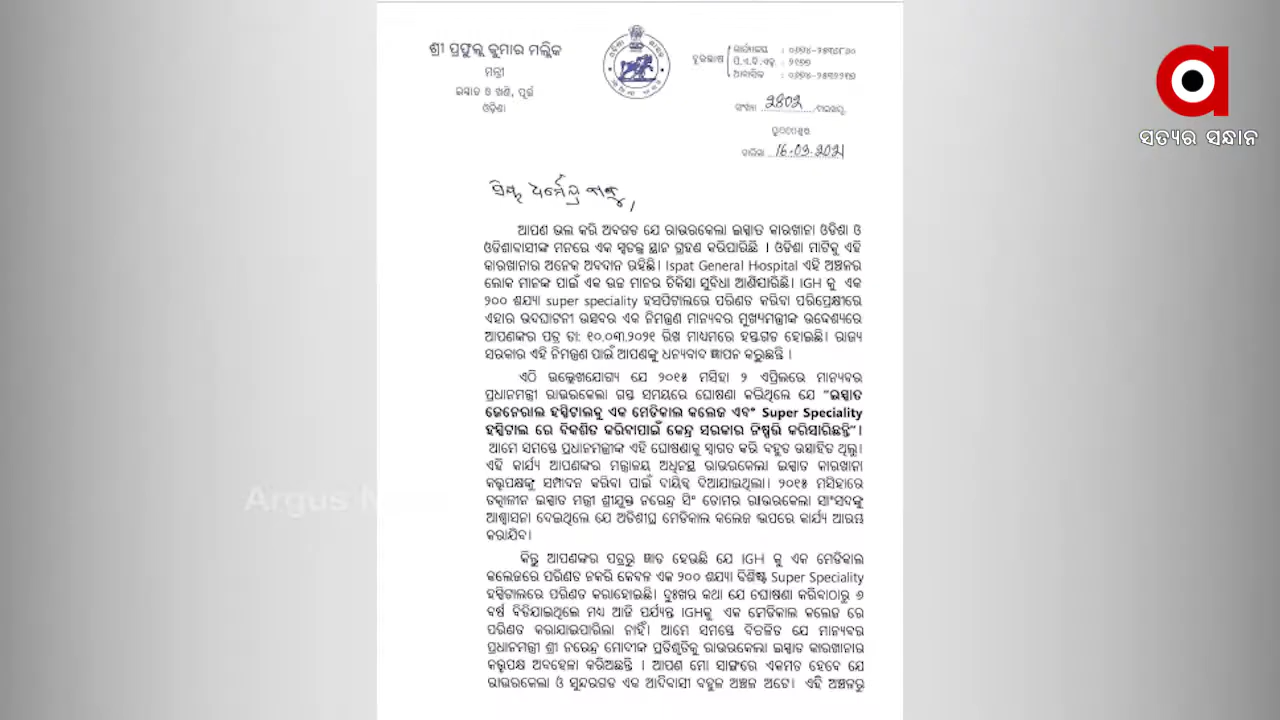 ଶ୍ରୀ ପ୍ରଫୁଲ୍ଲ କୁମାର ମଲ୍ଲିକ
ମନ୍ତ୍ରୀ
ଇସ୍ପାତ ଓ ଖଣି, ପୂର୍ତ୍ତ
ଓଡ଼ିଶା
ଦୂରଭାଷ
କାର୍ଯ୍ୟାଳୟ :
ପି.ଏ.ବି.ଏକ୍ସ : ୨୧୭୭
ଆବାସିକ :
ସଂଖ୍ୟା 2802
ଭୁବନେଶ୍ୱର
ତାରିଖ 16.03.2021
ପ୍ରିୟ ଧର୍ମେନ୍ଦ୍ର ବାବୁ,
ଆପଣ ଭଲ କରି ଅବଗତ ଯେ ରାଉରକେଲା ଇସ୍ପାତ କାରଖାନା ଓଡିଶା ଓ
ଓଡିଶାବାସୀଙ୍କ ମନରେ ଏକ ସ୍ୱତନ୍ତ୍ର ସ୍ଥାନ ଗ୍ରହଣ କରିପାରିଛି । ଓଡିଶା ମାଟିକୁ ଏହି
କାରଖାନାର ଅନେକ ଅବଦାନ ରହିଛି। Ispat General Hospital ଏହି ଅଞ୍ଚଳର
ଲୋକ ମାନଙ୍କ ପାଇଁ ଏକ ଉଚ୍ଚ ମାନର ଚିକିତ୍ସା ସୁବିଧା ଆଣିପାରିଛି। IGH କୁ ଏକ
୨୦୦ ଶଯ୍ୟା super speciality ହସପିଟାଲରେ ପରିଣତ କରିବା ପରିପ୍ରେକ୍ଷୀରେ
ଏହାର ଉଦଘାଟନୀ ଉତ୍ସବର ଏକ ନିମନ୍ତ୍ରଣ ମାନ୍ୟବର ମୁଖ୍ୟମନ୍ତ୍ରୀଙ୍କ ଉଦ୍ଦେଶ୍ୟରେ
ଆପଣଙ୍କର ପତ୍ର ତା: ୧୦.୦୩.୨୦୨୧ ରିଖ ମାଧ୍ୟମରେ ହସ୍ତଗତ ହୋଇଛି। ରାଜ୍ୟ
ସରକାର ଏହି ନିମନ୍ତ୍ରଣ ପାଇଁ ଆପଣଙ୍କୁ ଧନ୍ୟବାଦ ଜ୍ଞାପନ କରୁଛନ୍ତି ।
ଏଠି ଉଲ୍ଲେଖଯୋଗ୍ୟ ଯେ ୨୦୧୫ ମସିହା ୨ ଏପ୍ରିଲରେ ମାନ୍ୟବର
ପ୍ରଧାନମନ୍ତ୍ରୀ ରାଉରକେଲା ଗସ୍ତ ସମୟରେ ଘୋଷଣା କରିଥିଲେ ଯେ "ଇସ୍ପାତ
ଜେନେରାଲ ହସ୍ପିଟାଲକୁ ଏକ ମେଡିକାଲ କଲେଜ ଏବଂ Super Speciality
ହସ୍ପିଟାଲ ରେ ବିକଶିତ କରିବାପାଇଁ କେନ୍ଦ୍ର ସରକାର ନିଷ୍ପତ୍ତି କରିସାରିଛନ୍ତି"।
ଆମେ ସମସ୍ତେ ପ୍ରଧାନମନ୍ତ୍ରୀଙ୍କ ଏହି ଘୋଷଣାକୁ ସ୍ୱାଗତ କରି ବହୁତ ଉତ୍ସାହିତ ଥିଲୁ।
ଏହି କାର୍ଯ୍ୟ ଆପଣଙ୍କର ମନ୍ତ୍ରାଳୟ ଅଧିନସ୍ଥ ରାଉରକେଲା ଇସ୍ପାତ କାରଖାନା
କର୍ତ୍ତୃପକ୍ଷଙ୍କୁ ସମ୍ପାଦନ କରିବା ପାଇଁ ଦାୟିତ୍ୱ ଦିଆଯାଇଥିଲା। ୨୦୧୫ ମସିହାରେ
ତତ୍କାଳୀନ ଇସ୍ପାତ ମନ୍ତ୍ରୀ ଶ୍ରୀଯୁକ୍ତ ନରେନ୍ଦ୍ର ସିଂ ତୋମର ରାଉରକେଲା ସାଂସଦଙ୍କୁ
ଆଶ୍ୱାସନା ଦେଇଥିଲେ ଯେ ଅତିଶୀଘ୍ର ମେଡିକାଲ କଲେଜ ଉପରେ କାର୍ଯ୍ୟ ଆରମ୍ଭ
କରାଯିବ।
କିନ୍ତୁ ଆପଣଙ୍କର ପତ୍ରରୁ ଜ୍ଞାତ ହେଉଛି ଯେ IGH କୁ ଏକ ମେଡିକାଲ
କଲେଜରେ ପରିଣତ ନକରି କେବଳ ଏକ ୨୦୦ ଶଯ୍ୟା ବିଶିଷ୍ଟ Super Speciality
ହସ୍ପିଟାଲରେ ପରିଣତ କରାହୋଇଛି। ଦୁଃଖର କଥା ଯେ ଘୋଷଣା କରିବାଠାରୁ ୬
ବର୍ଷ ବିତିଯାଇଥିଲେ ମଧ୍ୟ ଆଜି ପର୍ଯ୍ୟନ୍ତ IGHକୁ ଏକ ମେଡିକାଲ କଲେଜ ରେ
ପରିଣତ କରାଯାଇପାରିଲା ନାହିଁ। ଆମେ ସମସ୍ତେ ବିଚଳିତ ଯେ ମାନ୍ୟବର
ପ୍ରଧାନମନ୍ତ୍ରୀ ଶ୍ରୀ ନରେନ୍ଦ୍ର ମୋଦୀଙ୍କ ପ୍ରତିଶୃତିକୁ ରାଉରକେଲା ଇସ୍ପାତ କାରଖାନାର
କର୍ତ୍ତୃପକ୍ଷ ଅବହେଳା କରିଅଛନ୍ତି । ଆପଣ ମୋ ସାଙ୍ଗରେ ଏକମତ ହେବେ ଯେ
ରାଉରକେଲା ଓ ସୁନ୍ଦରଗଡ ଏକ ଆଦିବାସୀ ବହୁଳ ଅଞ୍ଚଳ ଅଟେ। ଏହି ଅଞ୍ଚଳରୁ
ସତ୍ୟର ସନ୍ଧାନ
Argus